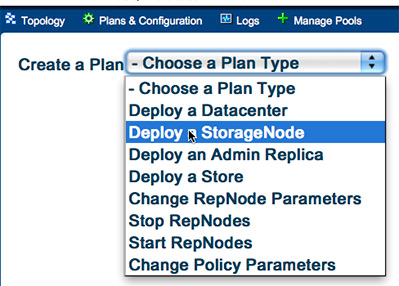 Topology Plans & Configuration Logs Manage Pools
Create a Plan - Choose a Plan Type
- Choose a Plan Type
Deploy a Datacenter
Deploy a StorageNode
Deploy an Admin Replica
Deploy a Store
Change RepNode Parameters
Stop RepNodes
Start RepNodes
Change Policy Parameters